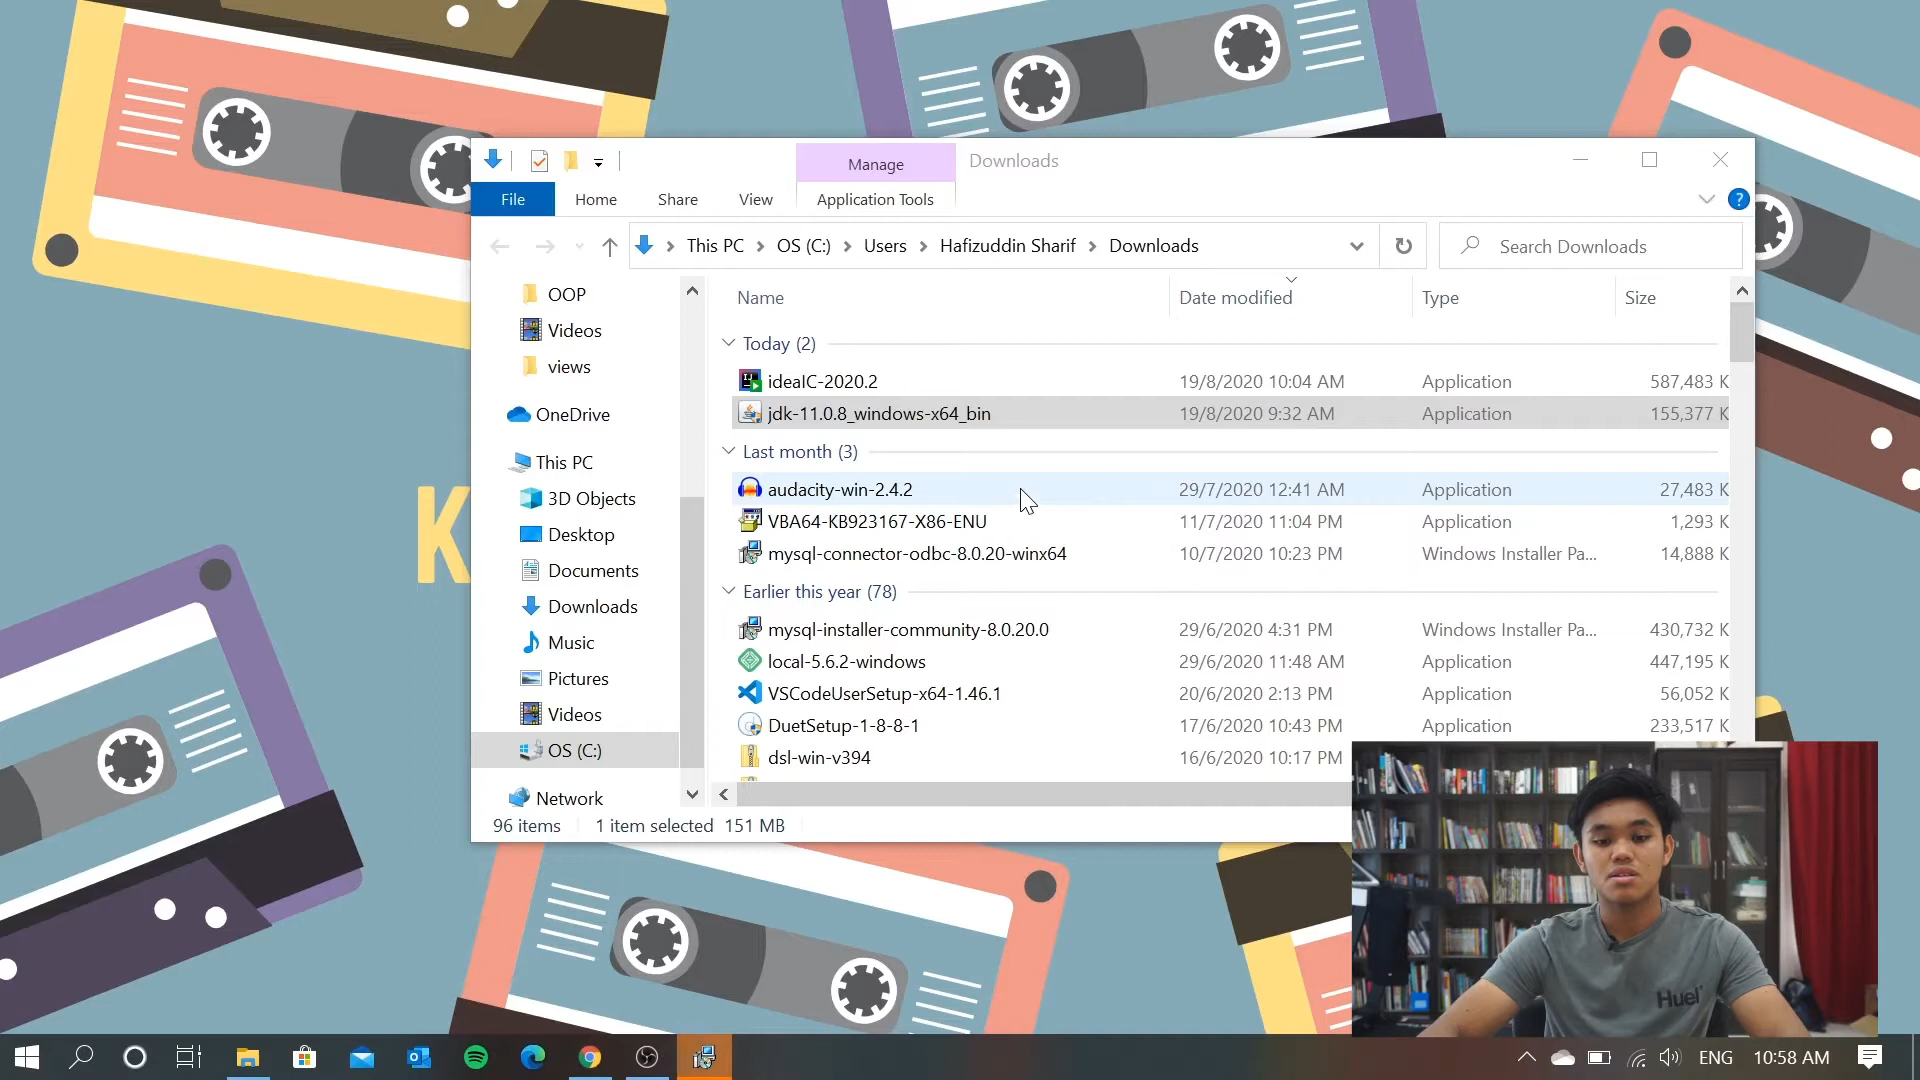 Manage
Downloads
File
Home
Share
View
Application Tools
?
This PC
OS (C:)
Users
Hafizuddin Sharif
Downloads
Search Downloads
OOP
Videos
views
OneDrive
This PC
3D Objects
Desktop
Documents
Downloads
Music
Pictures
Videos
OS (C:)
Network
Name Date modified Type Size
Today (2)
ideaIC-2020.2 19/8/2020 10:04 AM Application 587,483 K
jdk-11.0.8_windows-x64_bin 19/8/2020 9:32 AM Application 155,377 K
Last month (3)
audacity-win-2.4.2 29/7/2020 12:41 AM Application 27,483 K
VBA64-KB923167-X86-ENU 11/7/2020 11:04 PM Application 1,293 K
mysql-connector-odbc-8.0.20-winx64 10/7/2020 10:23 PM Windows Installer Pa... 14,888 K
Earlier this year (78)
mysql-installer-community-8.0.20.0 29/6/2020 4:31 PM Windows Installer Pa... 430,732 K
local-5.6.2-windows 29/6/2020 11:48 AM Application 447,195 K
VSCodeUserSetup-x64-1.46.1 20/6/2020 2:13 PM Application 56,052 K
DuetSetup-1-8-8-1 17/6/2020 10:43 PM Application 233,517 K
dsl-win-v394 16/6/2020 10:17 PM
96 items 1 item selected 151 MB
K
Huel
ENG 10:58 AM